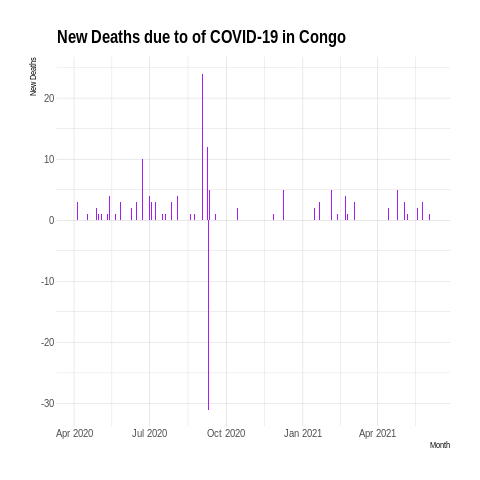 New Deaths due to of COVID-19 in Congo
New Deaths
20
10
0
-10
-20
-30
Apr 2020 Jul 2020 Oct 2020 Jan 2021 Apr 2021
Month